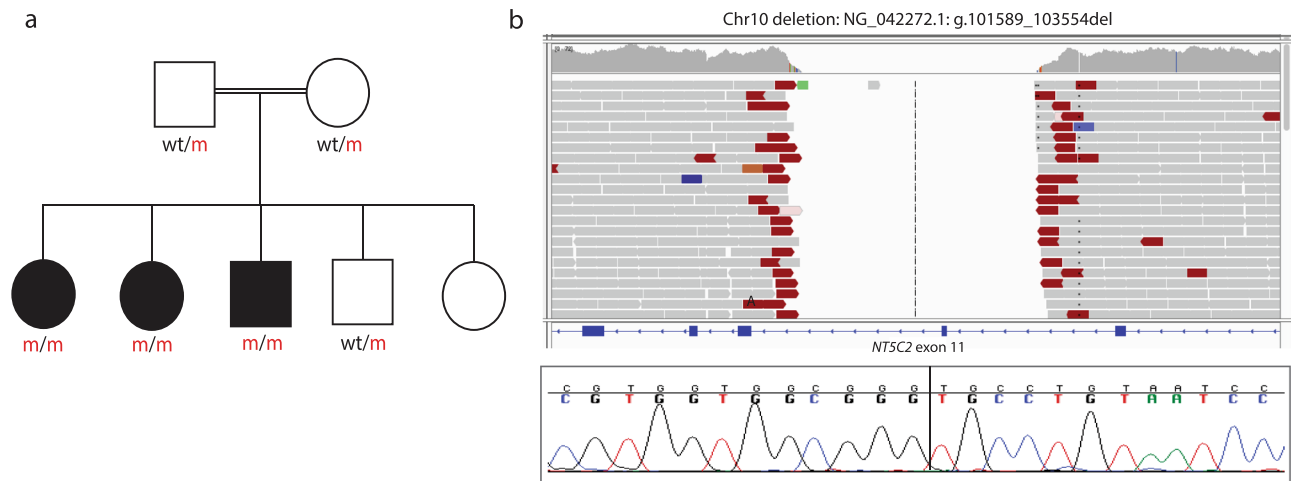 a
wt/m
wt/m
m/m
m/m
m/m
wt/m
b
Chr10 deletion: NG_042272.1: g.101589_103554del
A
NT5C2 exon 11
C G T G G T G G C G G G T G C C T G T A A T C C
C G T G G T G G C G G G T G C C T G T A A T C C